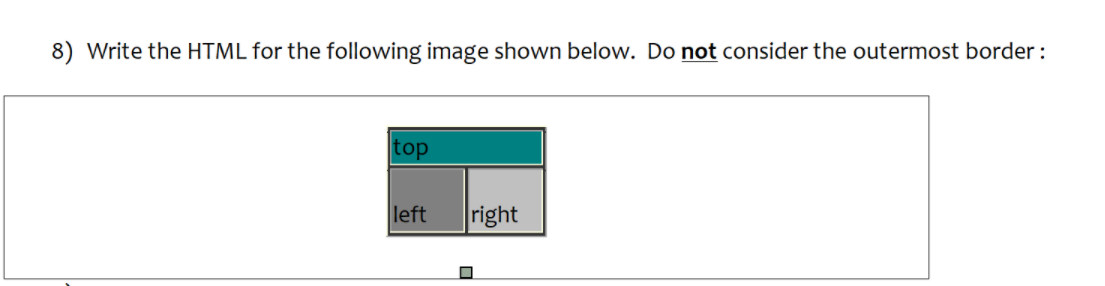 8) Write the HTML for the following image shown below. Do not consider the outermost border :
top
left right